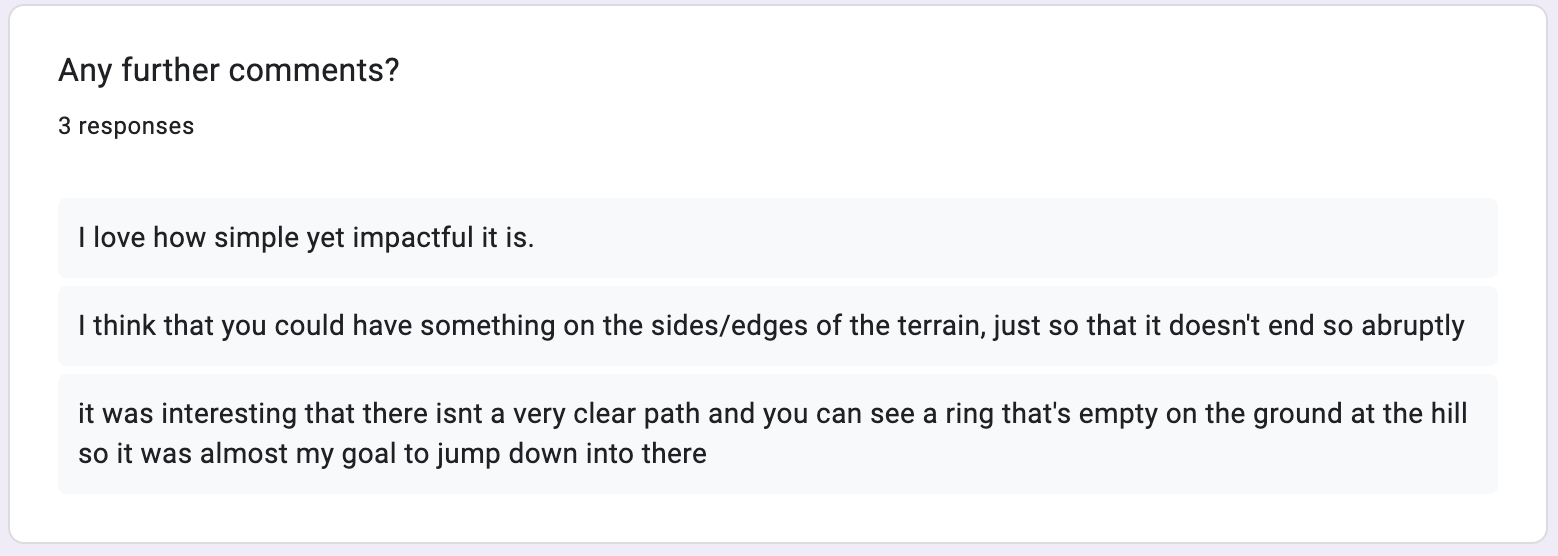 Any further comments?
3 responses
I love how simple yet impactful it is.
I think that you could have something on the sides/edges of the terrain, just so that it doesn't end so abruptly
it was interesting that there isnt a very clear path and you can see a ring that's empty on the ground at the hill
so it was almost my goal to jump down into there